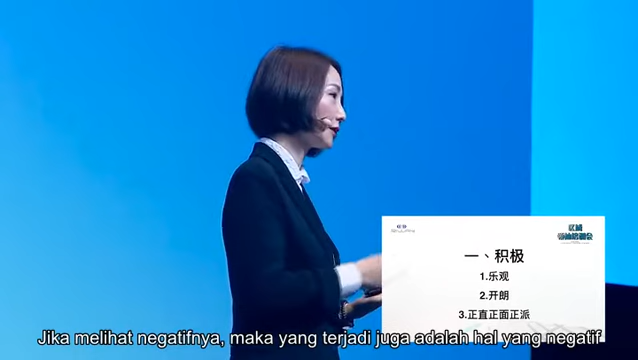 一、积极
1.乐观
2.开朗
3.正直正面正派
Jika melihat negatifnya, maka yang terjadi juga adalah hal yang negatif